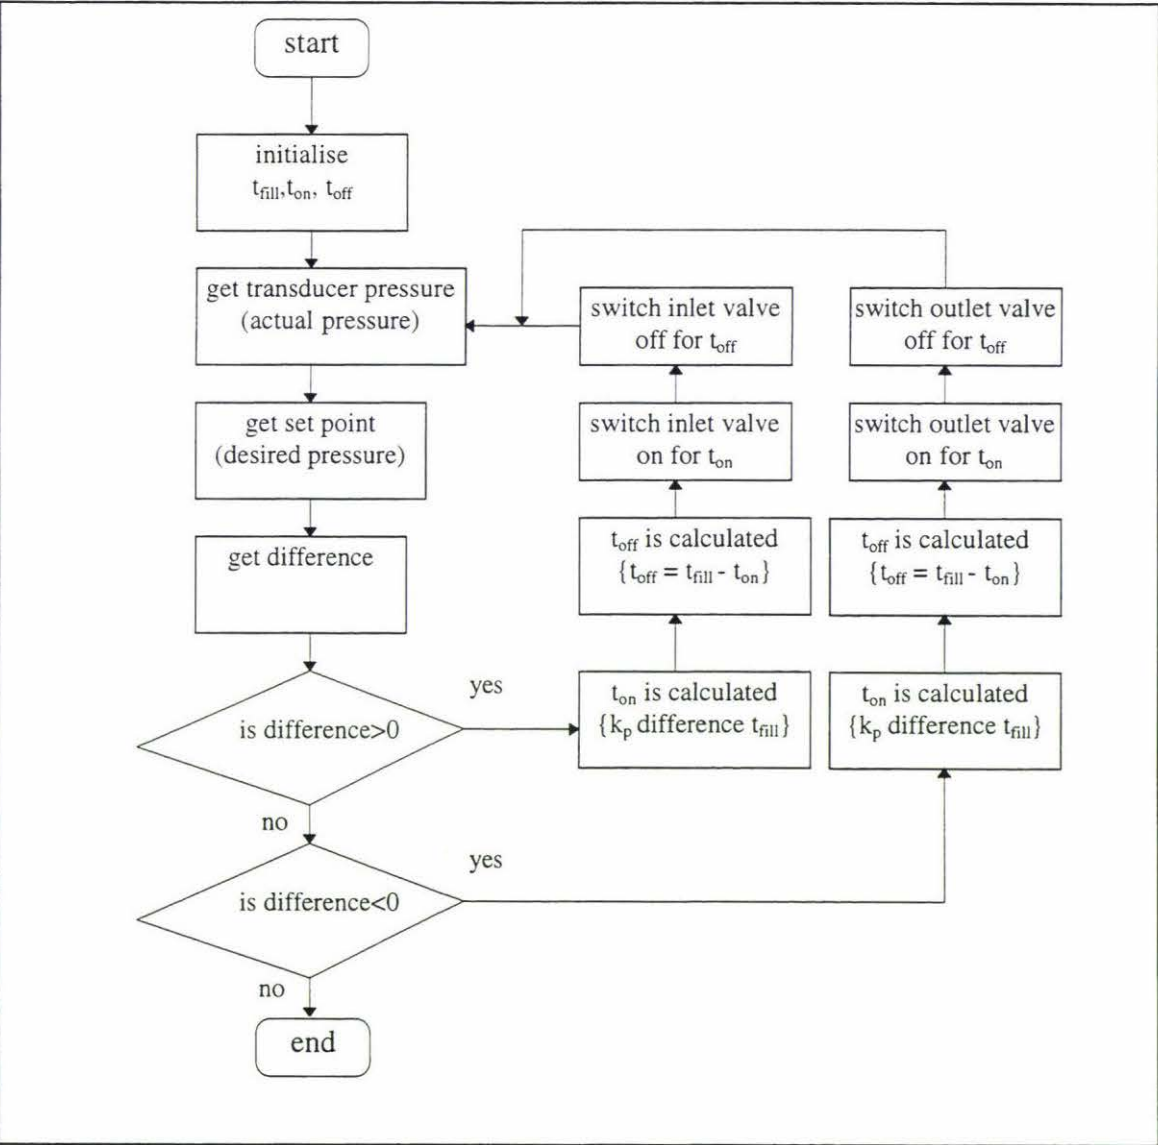 start
initialise
t_fill,t_on, t_off
get transducer pressure
(actual pressure)
get set point
(desired pressure)
get difference
is difference>0
yes
no
is difference<0
yes
no
end
switch inlet valve
off for t_off
switch inlet valve
on for t_on
t_off is calculated
{t_off = t_fill - t_on}
t_on is calculated
{k_p difference t_fill}
switch outlet valve
off for t_off
switch outlet valve
on for t_on
t_off is calculated
{t_off = t_fill - t_on}
t_on is calculated
{k_p difference t_fill}